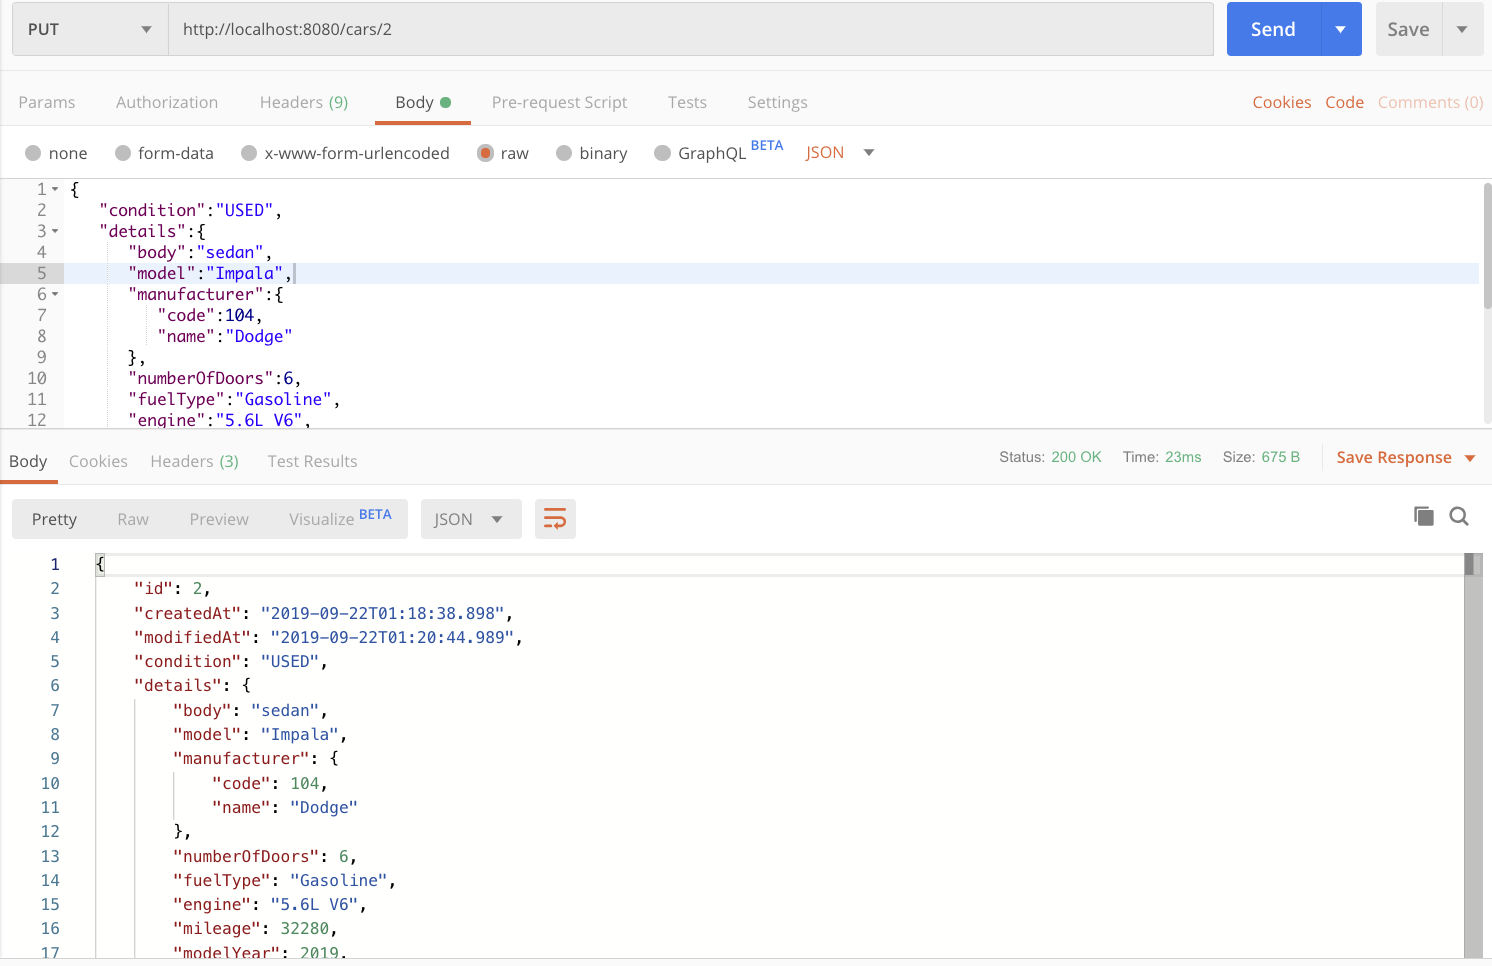 PUT http://localhost:8080/cars/2 Send Save
Params Authorization Headers (9) Body Pre-request Script Tests Settings Cookies Code Comments (0)
none form-data x-www-form-urlencoded raw binary GraphQL BETA JSON
1 {
2 "condition":"USED",
3 "details":{
4 "body":"sedan",
5 "model":"Impala",
6 "manufacturer":{
7 "code":104,
8 "name":"Dodge"
9 },
10 "numberOfDoors":6,
11 "fuelType":"Gasoline",
12 "engine":"5.6L V6",
Body Cookies Headers (3) Test Results Status: 200 OK Time: 23ms Size: 675 B Save Response
Pretty Raw Preview Visualize BETA JSON
1 {
2 "id": 2,
3 "createdAt": "2019-09-22T01:18:38.898",
4 "modifiedAt": "2019-09-22T01:20:44.989",
5 "condition": "USED",
6 "details": {
7 "body": "sedan",
8 "model": "Impala",
9 "manufacturer": {
10 "code": 104,
11 "name": "Dodge"
12 },
13 "numberOfDoors": 6,
14 "fuelType": "Gasoline",
15 "engine": "5.6L V6",
16 "mileage": 32280,
17 "modelYear": 2019,